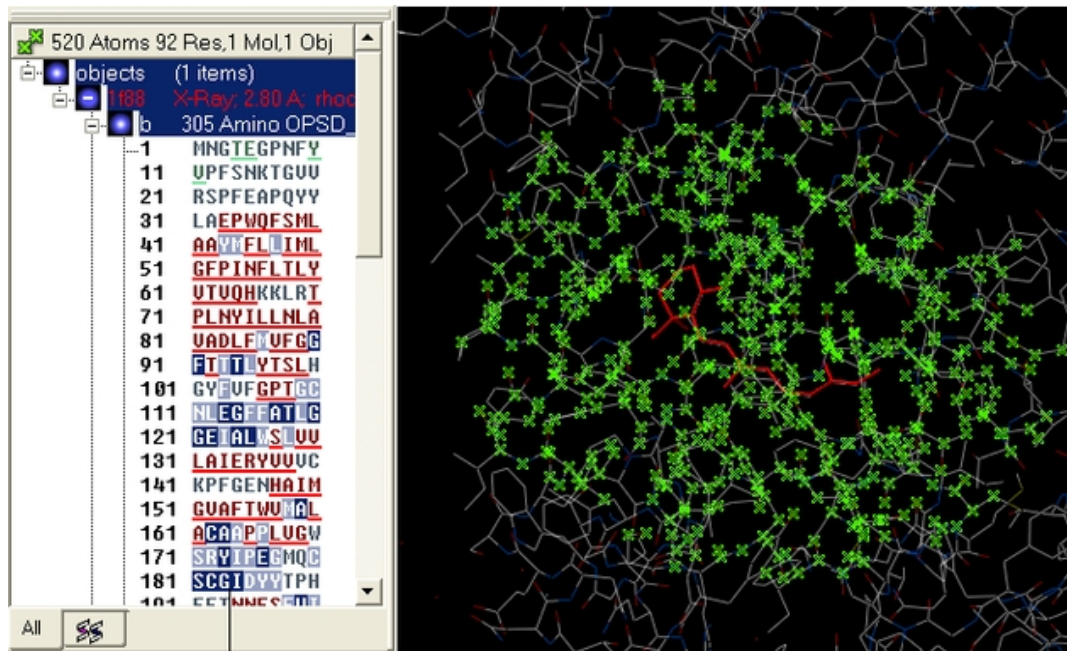 520 Atoms 92 Res,1 Mol,1 Obj
objects (1 items)
1f88 X-Ray; 2.80 A;
b 305 Amino OPSD_
1 MNGTEGPNFY
11 VPFSNKTGVV
21 RSPFEAPQYY
31 LAEPWQFSML
41 AAYMFLLIML
51 GFPINFLTLY
61 VTVQHKKLRT
71 PLNYILLNLA
81 VADLFMVFGG
91 FTTTLYTSLH
101 GYFVFGPTGC
111 NLEGFFATLG
121 GEIALWSLVV
131 LAIERYVVVC
141 KPFGENHAIM
151 GVAFTWVMAL
161 ACAAPPLVGW
171 SRYIPEGMQC
181 SCGIDYYTPH
All